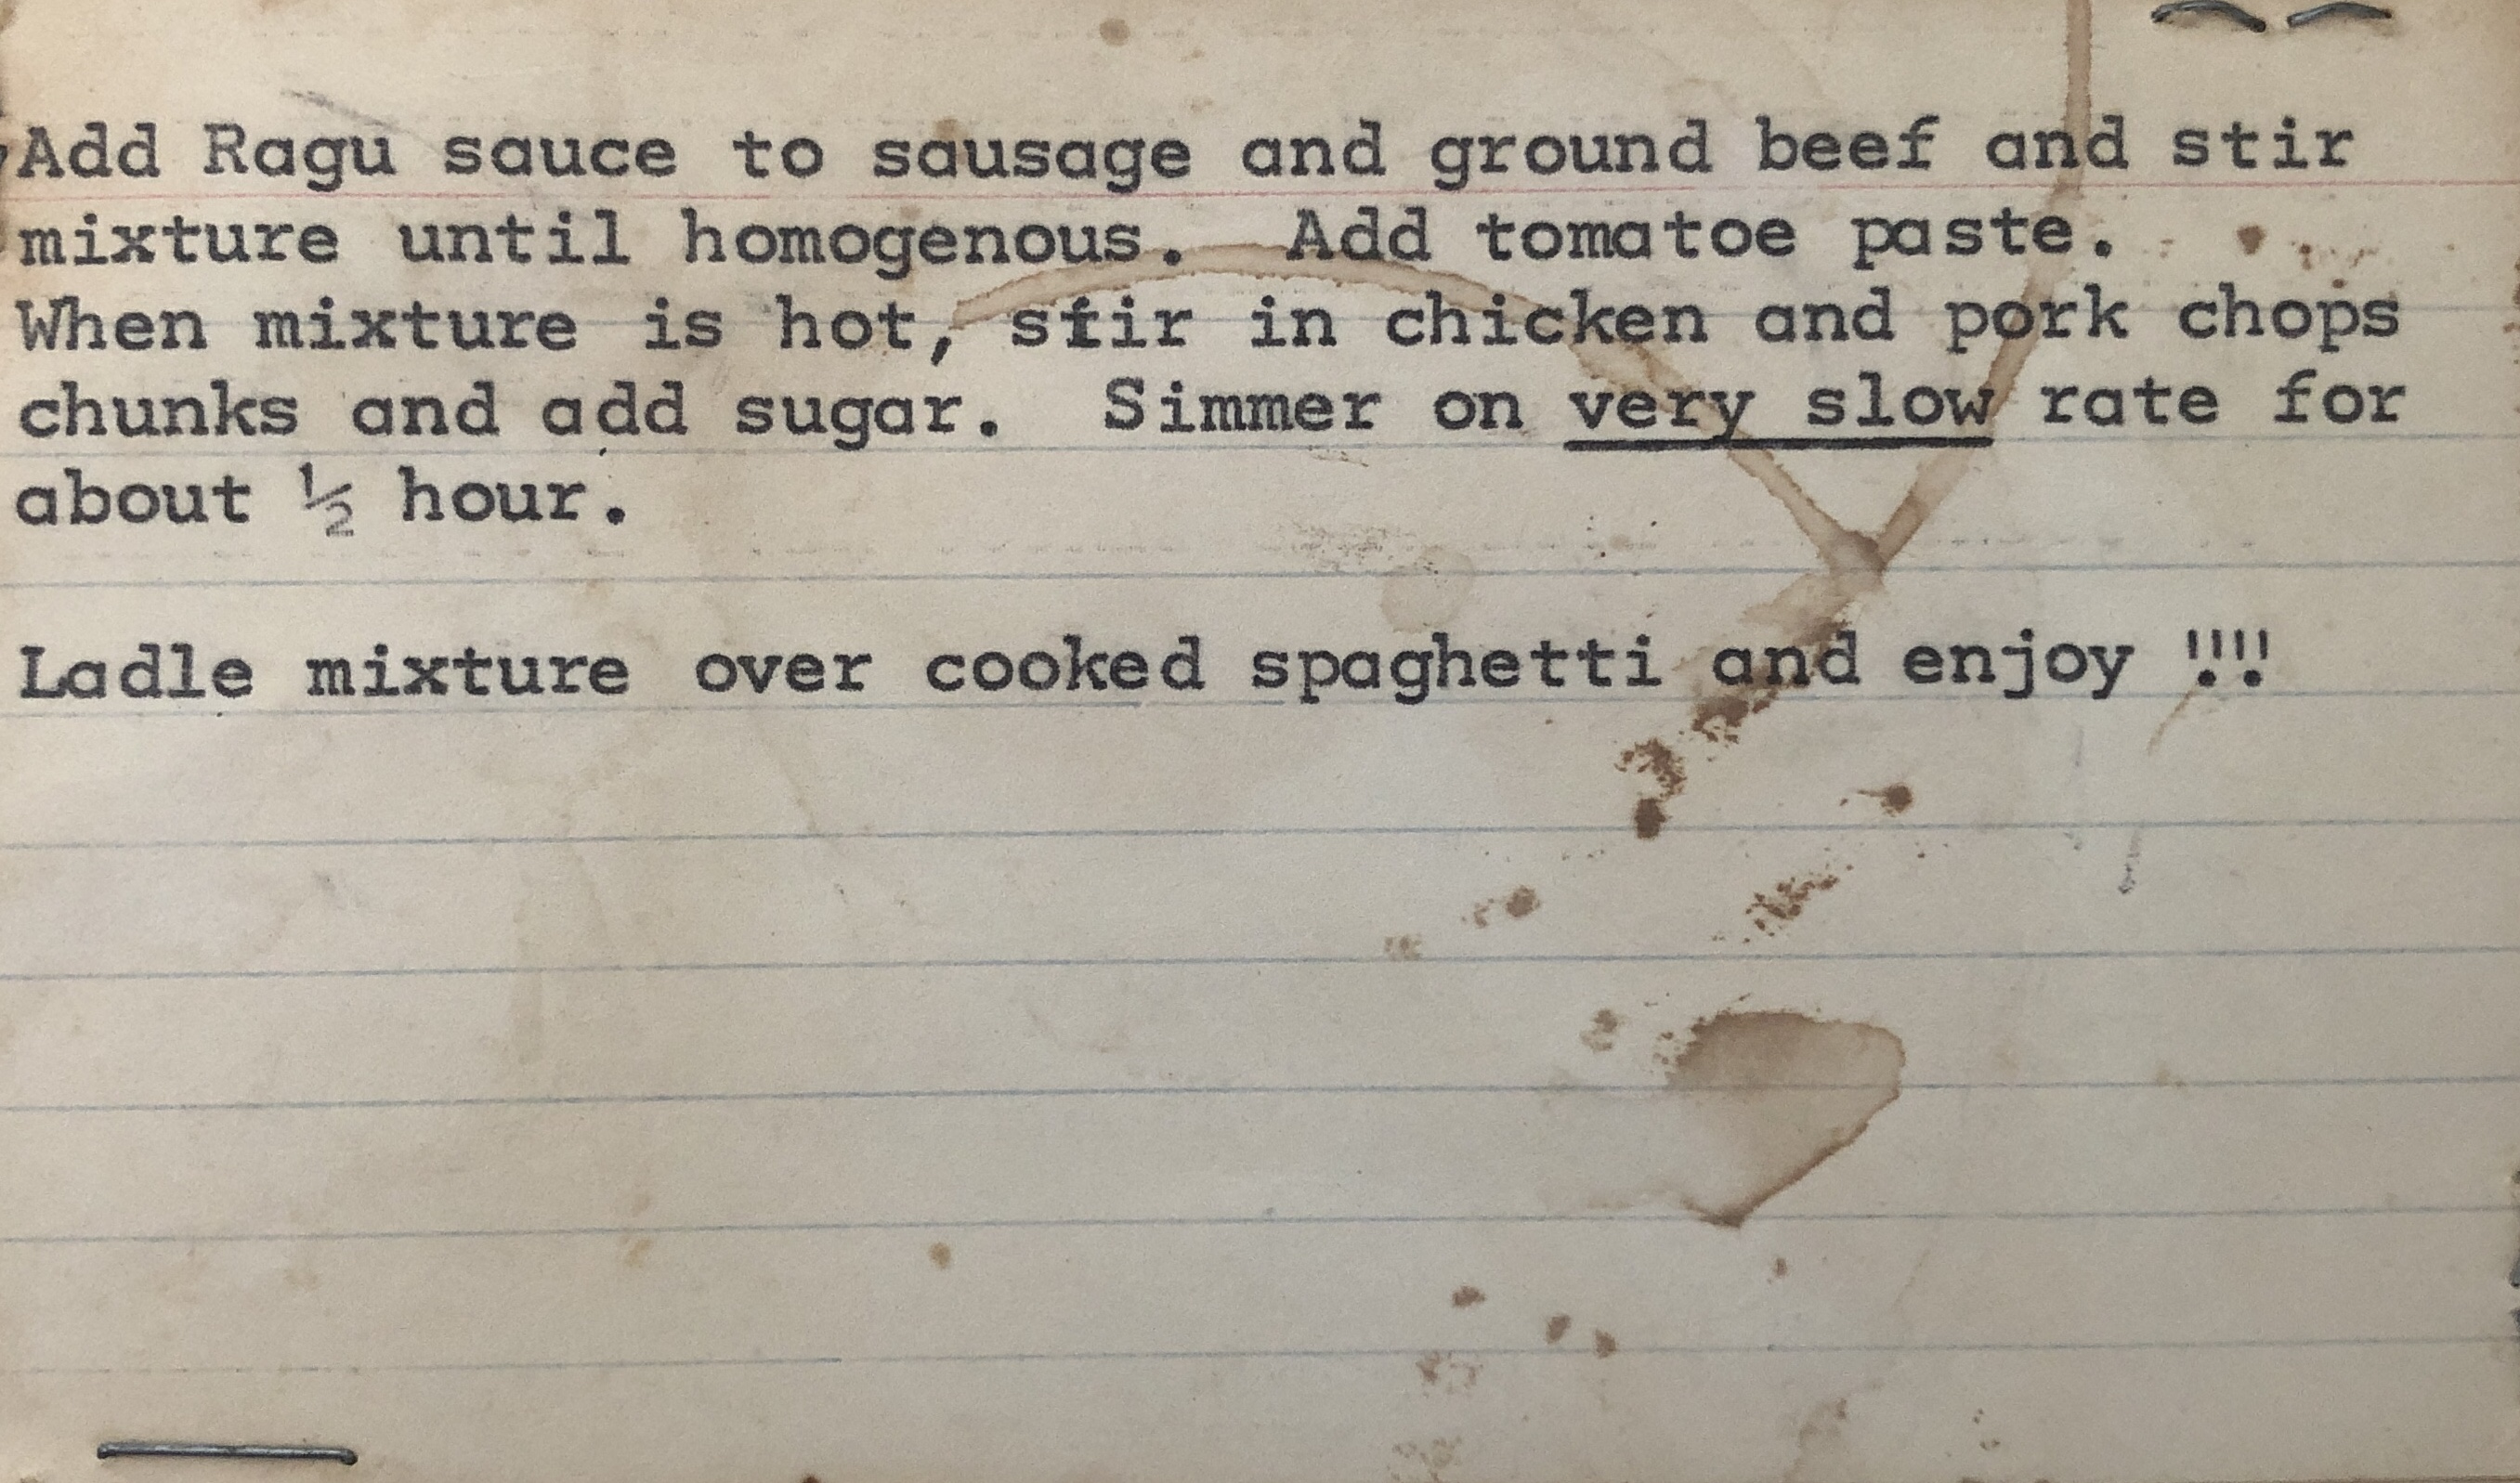 Add Ragu sauce to sausage and ground beef and stir
mixture until homogenous.  Add tomatoe paste.
When mixture is hot, stir in chicken and pork chops
chunks and add sugar.  Simmer on very slow rate for
about ½ hour.
Ladle mixture over cooked spaghetti and enjoy !!!!